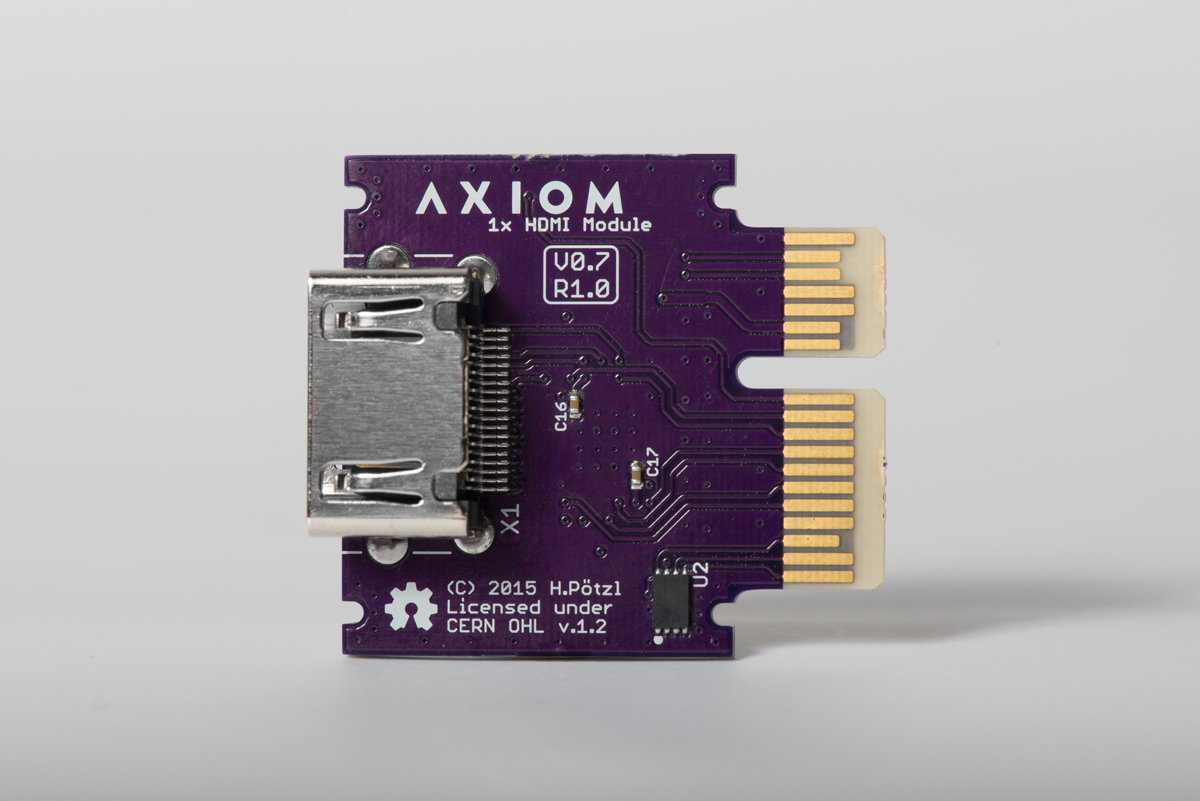 AXIOM
1x HDMI Module
V0.7
R1.0
C16
C17
X1
U2
(C) 2015 H.Pötzl
Licensed under
CERN OHL v.1.2